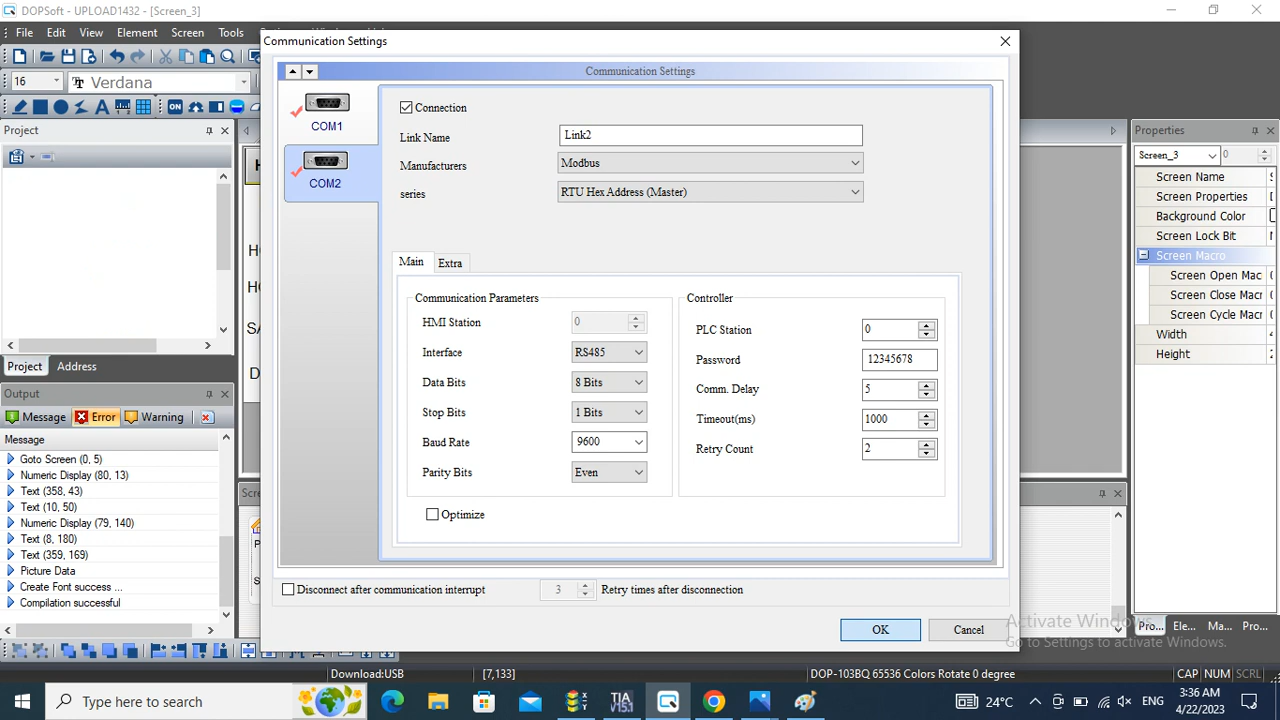 DOPSoft - UPLOAD1432 - [Screen_3]
File Edit View Element Screen Tools
Communication Settings
16 Verdana
Communication Settings
COM1
COM2
Connection
Link Name Link2
Manufacturers Modbus
series RTU Hex Address (Master)
Main Extra
Communication Parameters
HMI Station 0
Interface RS485
Data Bits 8 Bits
Stop Bits 1 Bits
Baud Rate 9600
Parity Bits Even
Optimize
Controller
PLC Station 0
Password 12345678
Comm. Delay 5
Timeout(ms) 1000
Retry Count 2
Disconnect after communication interrupt 3 Retry times after disconnection
OK Cancel
Project
Project Address
Output
Message Error Warning
Message
Goto Screen (0, 5)
Numeric Display (80, 13)
Text (358, 43)
Text (10, 50)
Numeric Display (79, 140)
Text (8, 180)
Text (359, 169)
Picture Data
Create Font success ...
Compilation successful
Properties
Screen_3 0
Screen Name
Screen Properties
Background Color
Screen Lock Bit
Screen Macro
Screen Open Mac
Screen Close Macr
Screen Cycle Macr
Width
Height
Pro... Ele... Ma... Pro...
Activate Windows
Go to Settings to activate Windows.
Download:USB [7,133] DOP-103BQ 65536 Colors Rotate 0 degree CAP NUM SCRL
Type here to search
24°C ENG
3:36 AM
4/22/2023